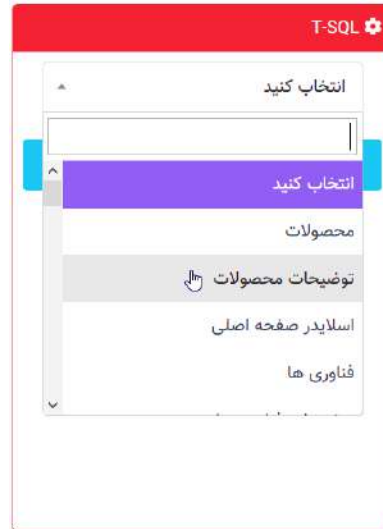 T-SQL
انتخاب کنید
انتخاب کنید
محصولات
توضیحات محصولات
اسلایدر صفحه اصلی
فناوری ها